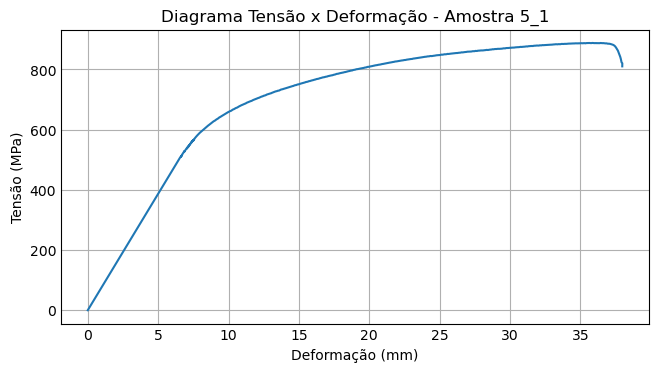 Diagrama Tensão x Deformação - Amostra 5_1
Tensão (MPa)
800
600
400
200
0
0 5 10 15 20 25 30 35
Deformação (mm)